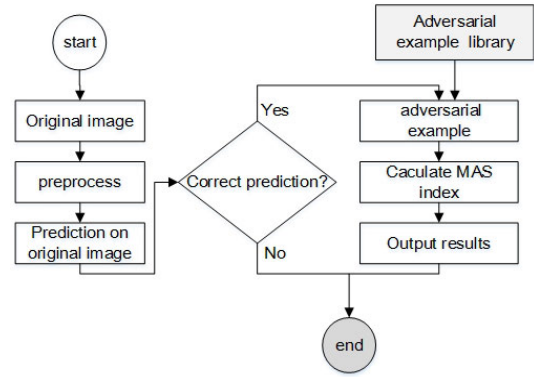 start
Original image
preprocess
Prediction on
original image
Correct prediction?
Yes
No
Adversarial
example library
adversarial
example
Caculate MAS
index
Output results
end